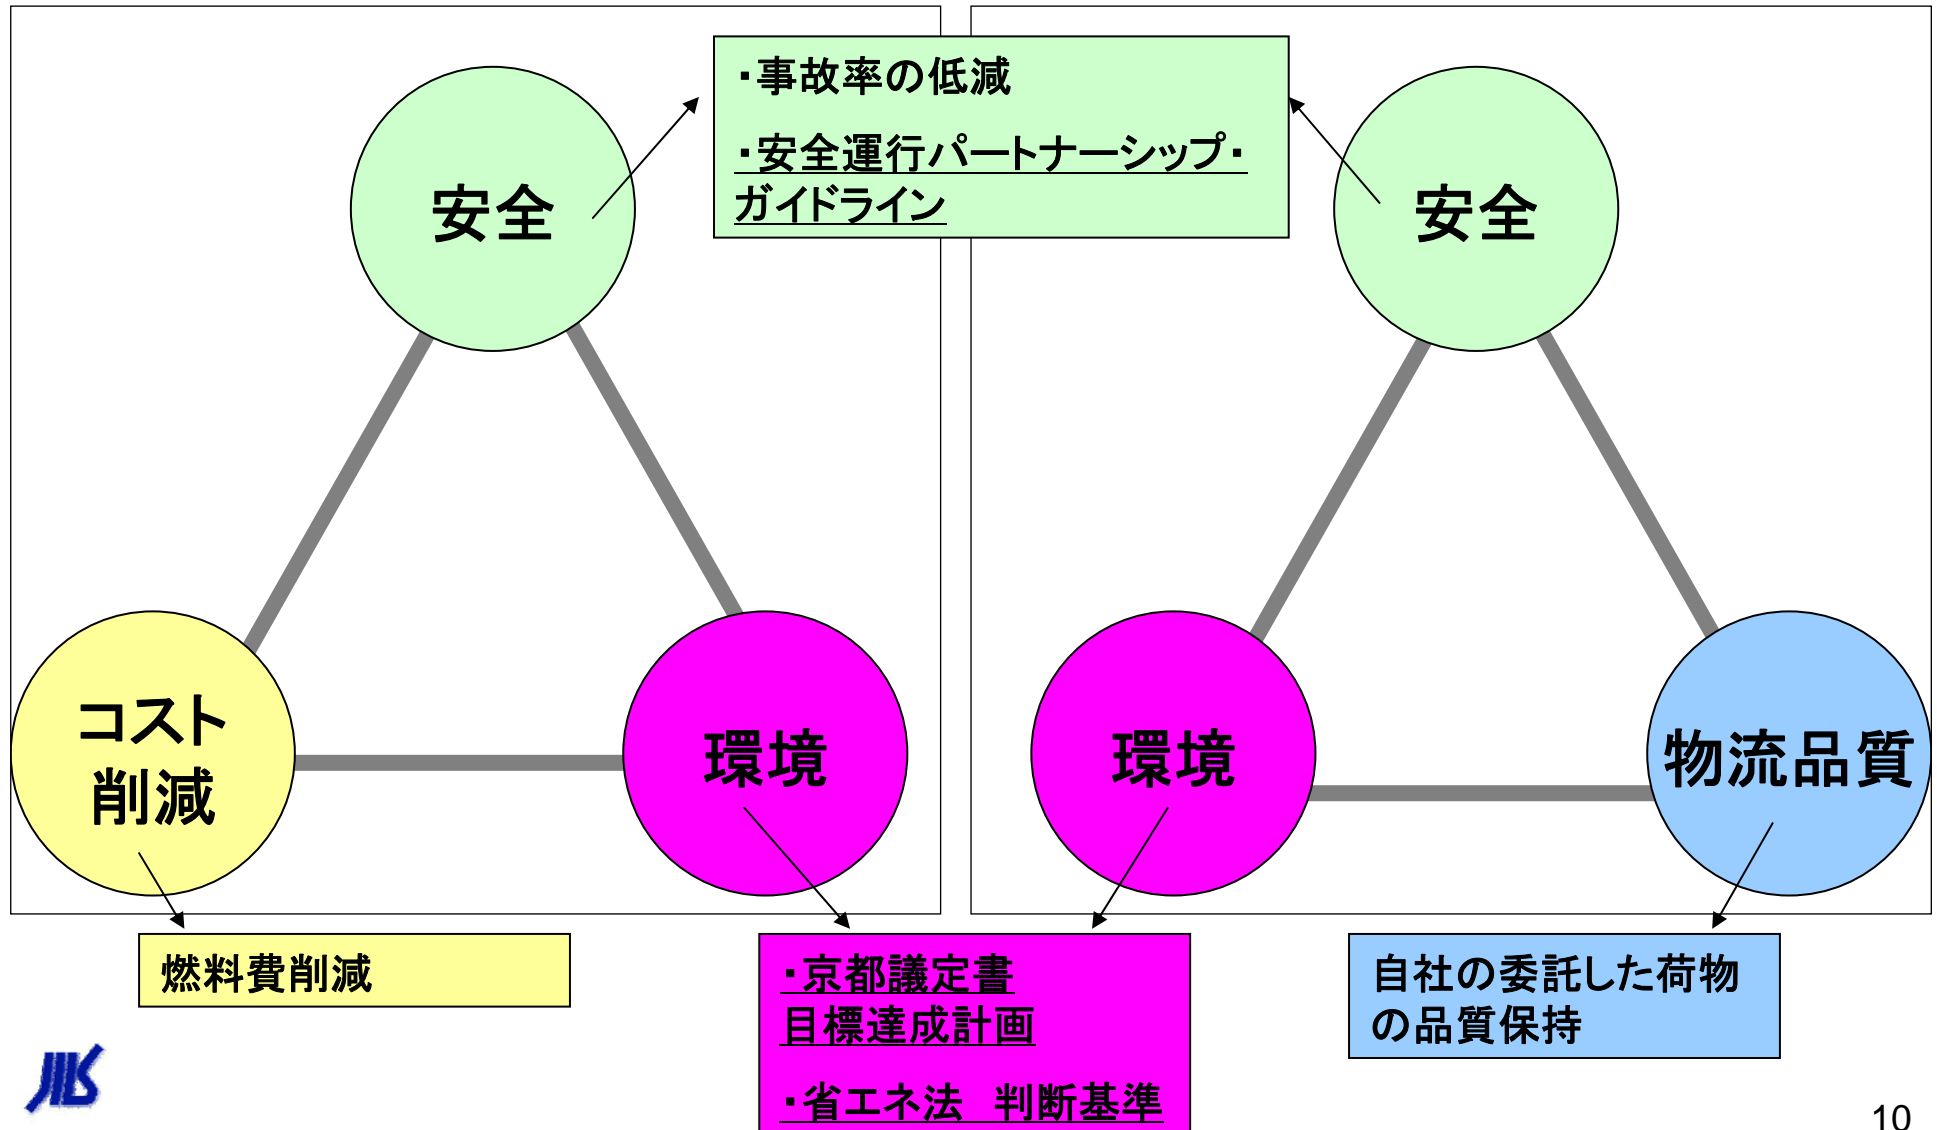 ・事故率の低減
・安全運行パートナーシップ・
ガイドライン
安全
安全
コスト
削減
環境
環境
物流品質
燃料費削減
・京都議定書
目標達成計画
・省エネ法　判断基準
自社の委託した荷物
の品質保持
JILS
10